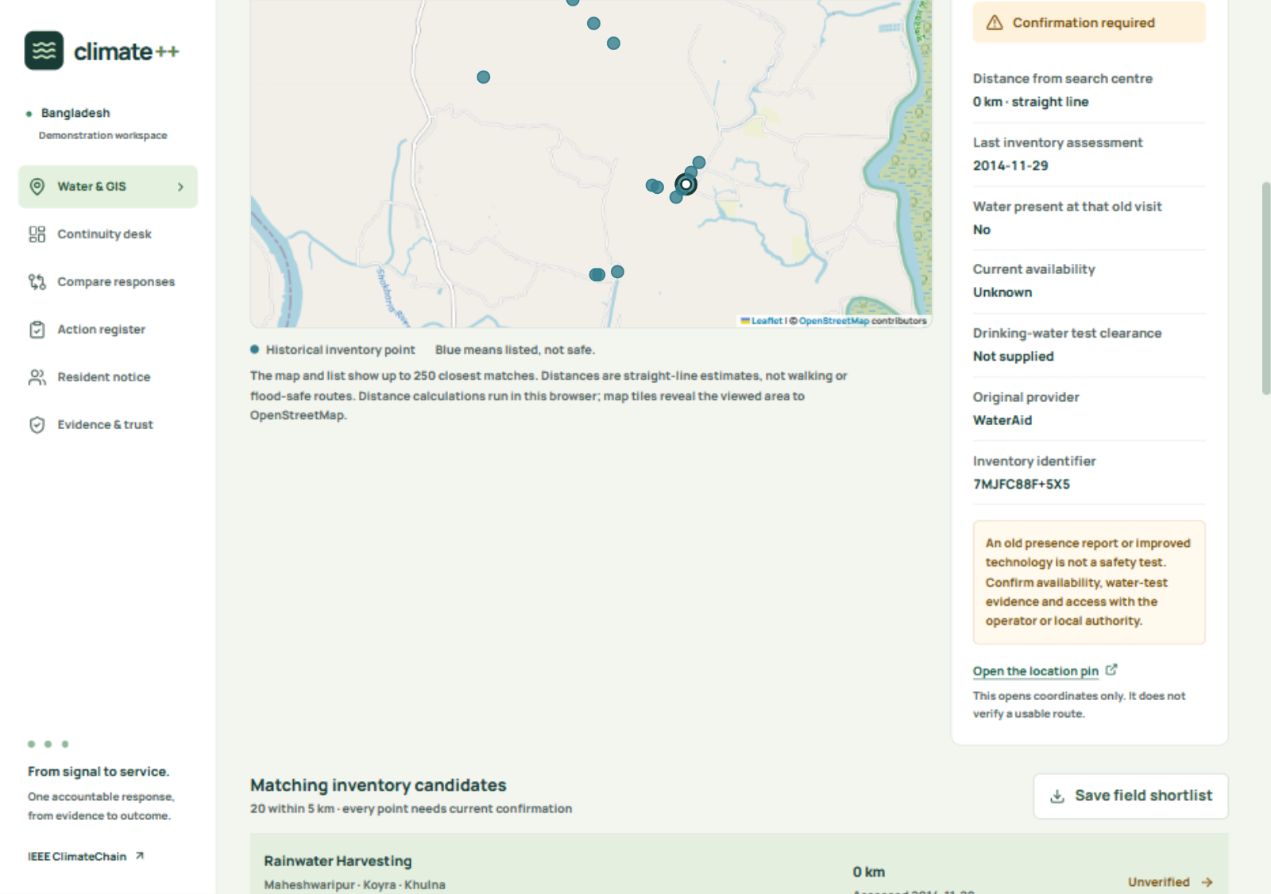 climate++
Bangladesh
Demonstration workspace
Water & GIS
Continuity desk
Compare responses
Action register
Resident notice
Evidence & trust
From signal to service.
One accountable response,
from evidence to outcome.
IEEE ClimateChain
Leaflet | © OpenStreetMap contributors
Historical inventory point
Blue means listed, not safe.
The map and list show up to 250 closest matches. Distances are straight-line estimates, not walking or
flood-safe routes. Distance calculations run in this browser; map tiles reveal the viewed area to
OpenStreetMap.
Confirmation required
Distance from search centre
0 km · straight line
Last inventory assessment
2014-11-29
Water present at that old visit
No
Current availability
Unknown
Drinking-water test clearance
Not supplied
Original provider
WaterAid
Inventory identifier
7MJFC88F+5X5
An old presence report or improved
technology is not a safety test.
Confirm availability, water-test
evidence and access with the
operator or local authority.
Open the location pin
This opens coordinates only. It does not
verify a usable route.
Matching inventory candidates
20 within 5 km · every point needs current confirmation
Save field shortlist
Rainwater Harvesting
Maheshwaripur · Koyra · Khulna
0 km
Unverified